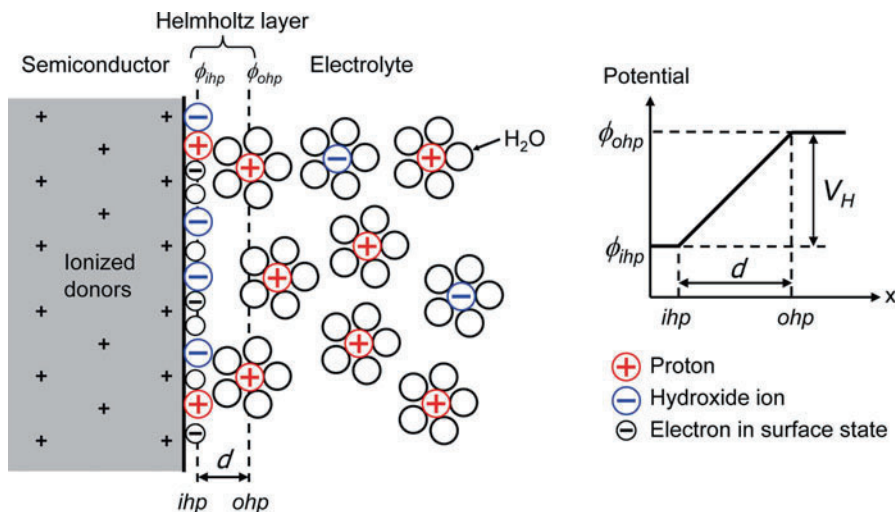 Helmholtz layer
Semiconductor
ϕihp
ϕohp
Electrolyte
H2O
Ionized
donors
d
ihp
ohp
Potential
ϕohp
VH
ϕihp
d
x
ihp
ohp
Proton
Hydroxide ion
Electron in surface state